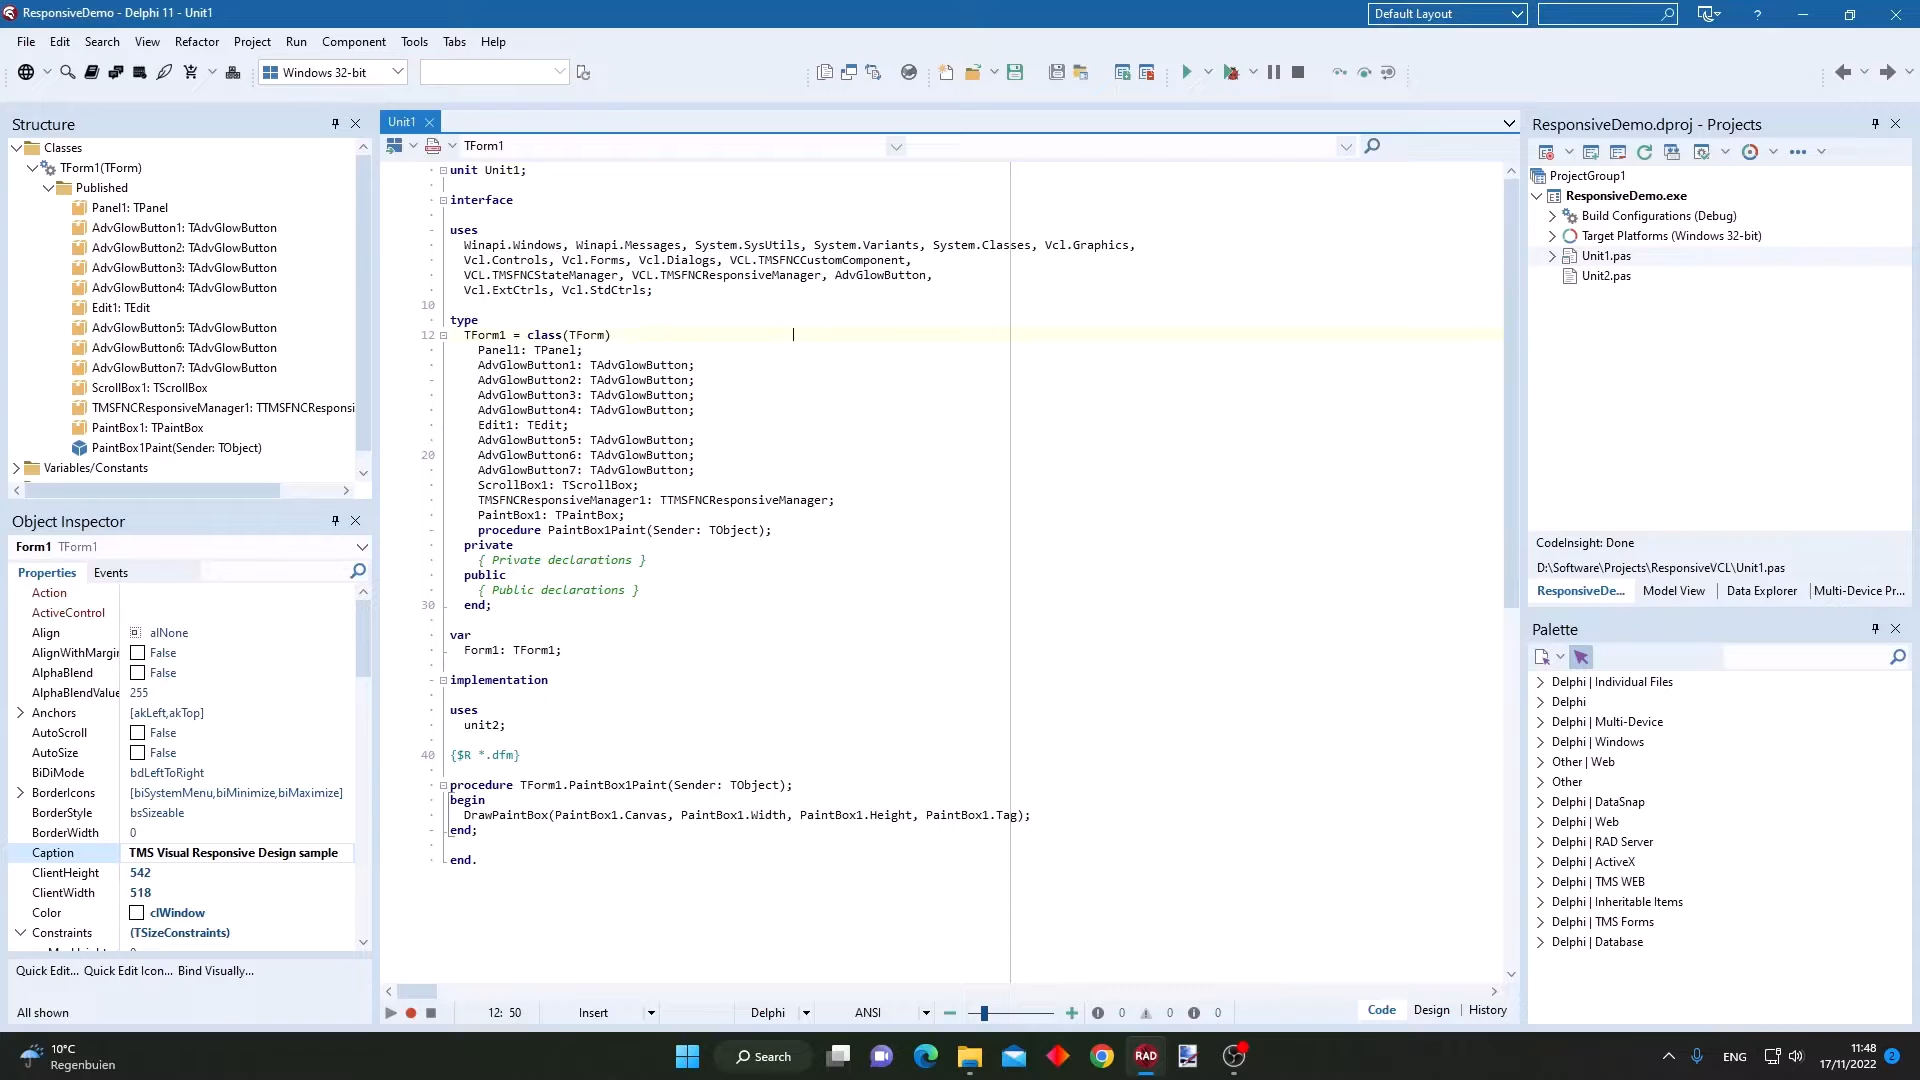 ResponsiveDemo - Delphi 11 - Unit1
Default Layout
?
File Edit Search View Refactor Project Run Component Tools Tabs Help
Windows 32-bit
Structure
Classes
TForm1(TForm)
Published
Panel1: TPanel
AdvGlowButton1: TAdvGlowButton
AdvGlowButton2: TAdvGlowButton
AdvGlowButton3: TAdvGlowButton
AdvGlowButton4: TAdvGlowButton
Edit1: TEdit
AdvGlowButton5: TAdvGlowButton
AdvGlowButton6: TAdvGlowButton
AdvGlowButton7: TAdvGlowButton
ScrollBox1: TScrollBox
TMSFNCResponsiveManager1: TTMSFNCResponsi
PaintBox1: TPaintBox
PaintBox1Paint(Sender: TObject)
Variables/Constants
Object Inspector
Form1 TForm1
Properties Events
Action
ActiveControl
Align alNone
AlignWithMargin False
AlphaBlend False
AlphaBlendValue 255
Anchors [akLeft,akTop]
AutoScroll False
AutoSize False
BiDiMode bdLeftToRight
BorderIcons [biSystemMenu,biMinimize,biMaximize]
BorderStyle bsSizeable
BorderWidth 0
Caption TMS Visual Responsive Design sample
ClientHeight 542
ClientWidth 518
Color clWindow
Constraints (TSizeConstraints)
Quick Edit... Quick Edit Icon... Bind Visually...
All shown
Unit1
TForm1
unit Unit1;
interface
uses
Winapi.Windows, Winapi.Messages, System.SysUtils, System.Variants, System.Classes, Vcl.Graphics,
Vcl.Controls, Vcl.Forms, Vcl.Dialogs, VCL.TMSFNCCustomComponent,
VCL.TMSFNCStateManager, VCL.TMSFNCResponsiveManager, AdvGlowButton,
Vcl.ExtCtrls, Vcl.StdCtrls;
10
type
12 TForm1 = class(TForm)
Panel1: TPanel;
AdvGlowButton1: TAdvGlowButton;
AdvGlowButton2: TAdvGlowButton;
AdvGlowButton3: TAdvGlowButton;
AdvGlowButton4: TAdvGlowButton;
Edit1: TEdit;
AdvGlowButton5: TAdvGlowButton;
20 AdvGlowButton6: TAdvGlowButton;
AdvGlowButton7: TAdvGlowButton;
ScrollBox1: TScrollBox;
TMSFNCResponsiveManager1: TTMSFNCResponsiveManager;
PaintBox1: TPaintBox;
procedure PaintBox1Paint(Sender: TObject);
private
{ Private declarations }
public
{ Public declarations }
30 end;
var
Form1: TForm1;
implementation
uses
unit2;
40 {$R *.dfm}
procedure TForm1.PaintBox1Paint(Sender: TObject);
begin
DrawPaintBox(PaintBox1.Canvas, PaintBox1.Width, PaintBox1.Height, PaintBox1.Tag);
end;
end.
12: 50 Insert Delphi ANSI 0 0 0 Code Design History
ResponsiveDemo.dproj - Projects
ProjectGroup1
ResponsiveDemo.exe
Build Configurations (Debug)
Target Platforms (Windows 32-bit)
Unit1.pas
Unit2.pas
CodeInsight: Done
D:\Software\Projects\ResponsiveVCL\Unit1.pas
ResponsiveDe... Model View Data Explorer Multi-Device Pr...
Palette
Delphi | Individual Files
Delphi
Delphi | Multi-Device
Delphi | Windows
Other | Web
Other
Delphi | DataSnap
Delphi | Web
Delphi | RAD Server
Delphi | ActiveX
Delphi | TMS WEB
Delphi | Inheritable Items
Delphi | TMS Forms
Delphi | Database
10°C
Regenbuien
Search
RAD
ENG
11:48
17/11/2022
2